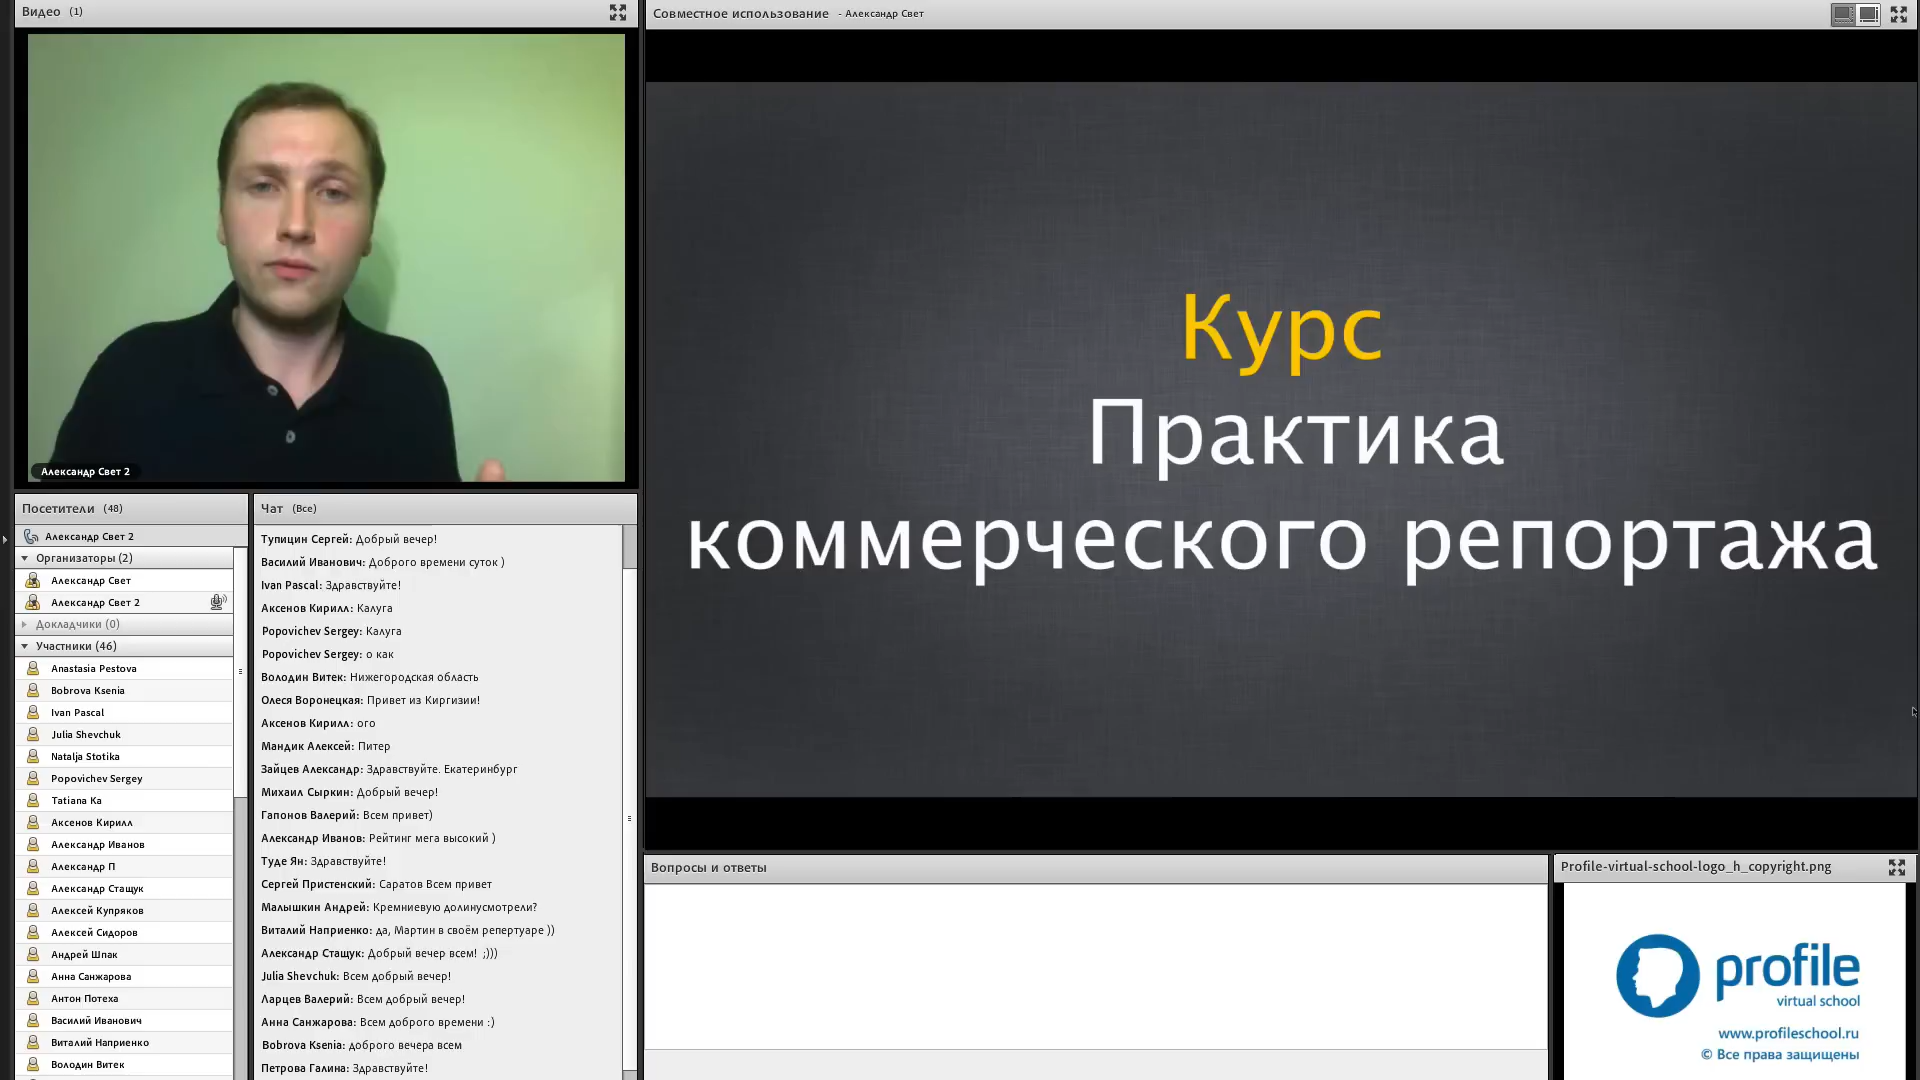 Видео (1)
Александр Свет 2
Посетители (48)
Александр Свет 2
Организаторы (2)
Александр Свет
Александр Свет 2
Докладчики (0)
Участники (46)
Anastasia Pestova
Bobrova Ksenia
Ivan Pascal
Julia Shevchuk
Natalja Stotika
Popovichev Sergey
Tatiana Ka
Аксенов Кирилл
Александр Иванов
Александр П
Александр Стащук
Алексей Купряков
Алексей Сидоров
Андрей Шпак
Анна Санжарова
Антон Потеха
Василий Иванович
Виталий Наприенко
Володин Витек
Чат (Все)
Тупицин Сергей: Добрый вечер!
Василий Иванович: Доброго времени суток )
Ivan Pascal: Здравствуйте!
Аксенов Кирилл: Калуга
Popovichev Sergey: Калуга
Popovichev Sergey: о как
Володин Витек: Нижегородская область
Олеся Воронецкая: Привет из Киргизии!
Аксенов Кирилл: ого
Мандик Алексей: Питер
Зайцев Александр: Здравствуйте. Екатеринбург
Михаил Сыркин: Добрый вечер!
Гапонов Валерий: Всем привет)
Александр Иванов: Рейтинг мега высокий )
Туде Ян: Здравствуйте!
Сергей Пристенский: Саратов Всем привет
Малышкин Андрей: Кремниевую долинусмотрели?
Виталий Наприенко: да, Мартин в своём репертуаре ))
Александр Стащук: Добрый вечер всем! ;)))
Julia Shevchuk: Всем добрый вечер!
Ларцев Валерий: Всем добрый вечер!
Анна Санжарова: Всем доброго времени :)
Bobrova Ksenia: доброго вечера всем
Петрова Галина: Здравствуйте!
Совместное использование - Александр Свет
Курс
Практика
коммерческого репортажа
Вопросы и ответы
Profile-virtual-school-logo_h_copyright.png
profile
virtual school
www.profileschool.ru
© Все права защищены